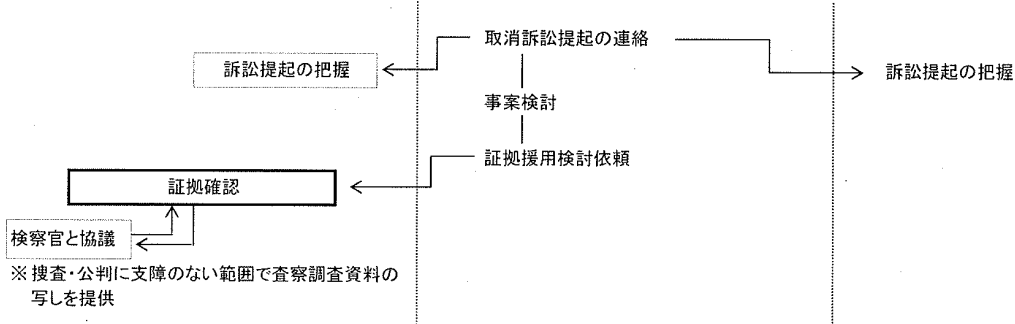 取消訴訟提起の連絡
訴訟提起の把握
訴訟提起の把握
事案検討
証拠援用検討依頼
証拠確認
検察官と協議
※捜査・公判に支障のない範囲で査察調査資料の
写しを提供